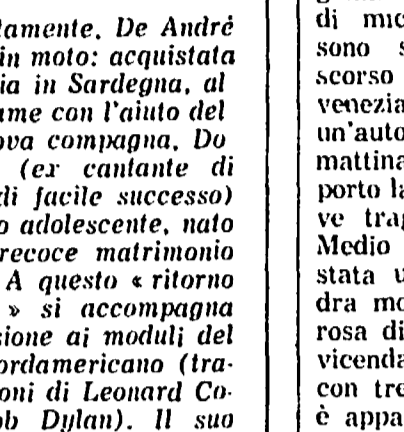 tamente. De André
in moto: acquistata
ia in Sardegna, al
ame con l'aiuto del
ova compagna, Do
(ex cantante di
di facile successo)
o adolescente, nato
recoce matrimonio
A questo « ritorno
» si accompagna
sione ai moduli del
ordamericano (tra-
oni di Leonard Co-
ob Dylan). Il suo
di mic
sono s
scorso
venezia
un'auto
mattina
porto la
ve trag
Medio
stata u
dra mo
rosa di
vicenda
con tre
è appa